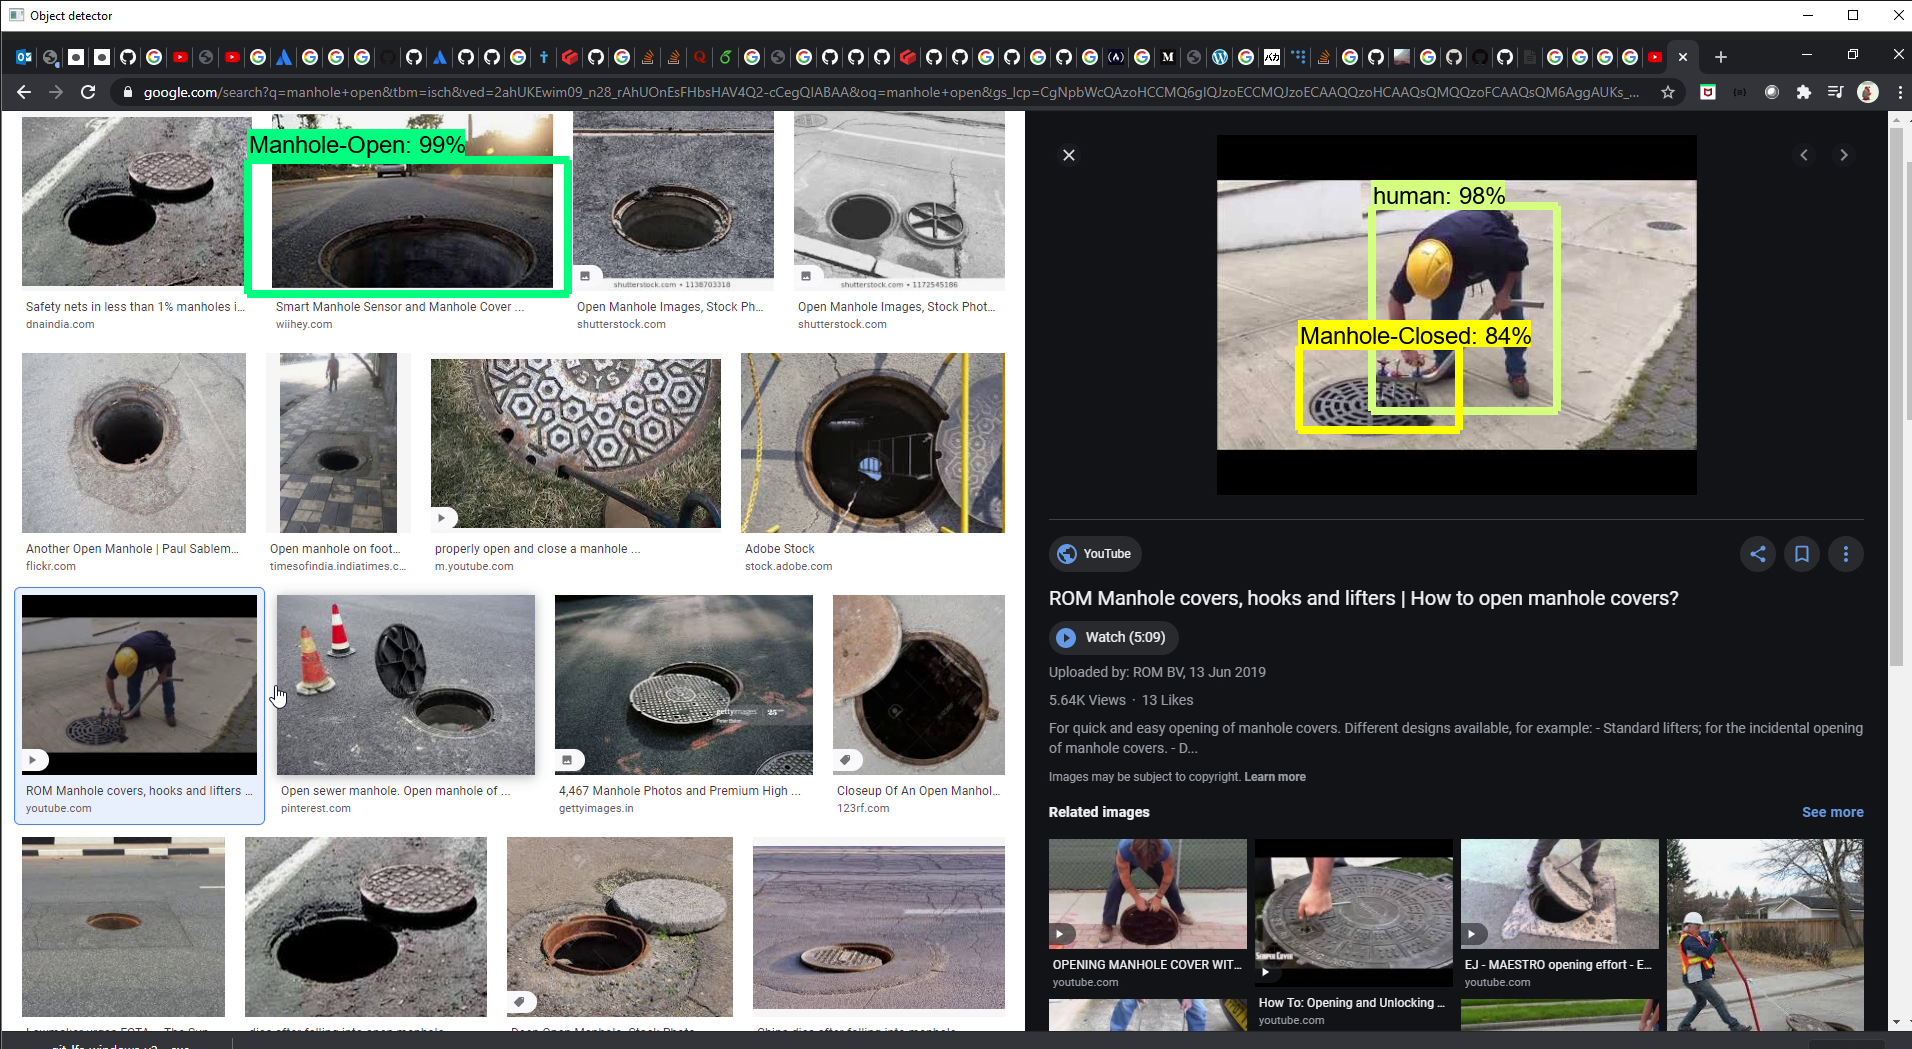 Object detector
google.com/search?q=manhole+open&tbm=isch&ved=2ahUKEwim09_n28_rAhUOnEsFHbsHAV4Q2-cCegQIABAA&oq=manhole+open&gs_lcp=CgNpbWcQAzoHCCMQ6gIQJzoECCMQJzoECAAQQzoHCAAQsQMQQzoFCAAQsQM6AggAUKs_...
Manhole-Open: 99%
shutterstock.com • 1138703318
shutterstock.com • 1172545186
Safety nets in less than 1% manholes i...
dnaindia.com
Smart Manhole Sensor and Manhole Cover ...
wiihey.com
Open Manhole Images, Stock Ph...
shutterstock.com
Open Manhole Images, Stock Phot...
shutterstock.com
SYST
Another Open Manhole | Paul Sablem...
flickr.com
Open manhole on foot...
timesofindia.indiatimes.c...
properly open and close a manhole ...
m.youtube.com
Adobe Stock
stock.adobe.com
gettyimages
ROM Manhole covers, hooks and lifters ...
youtube.com
Open sewer manhole. Open manhole of ...
pinterest.com
4,467 Manhole Photos and Premium High ...
gettyimages.in
Closeup Of An Open Manhol...
123rf.com
human: 98%
Manhole-Closed: 84%
YouTube
ROM Manhole covers, hooks and lifters | How to open manhole covers?
Watch (5:09)
Uploaded by: ROM BV, 13 Jun 2019
5.64K Views · 13 Likes
For quick and easy opening of manhole covers. Different designs available, for example: - Standard lifters; for the incidental opening
of manhole covers. - D...
Images may be subject to copyright. Learn more
Related images
See more
OPENING MANHOLE COVER WIT...
youtube.com
How To: Opening and Unlocking ...
youtube.com
EJ - MAESTRO opening effort - E...
youtube.com